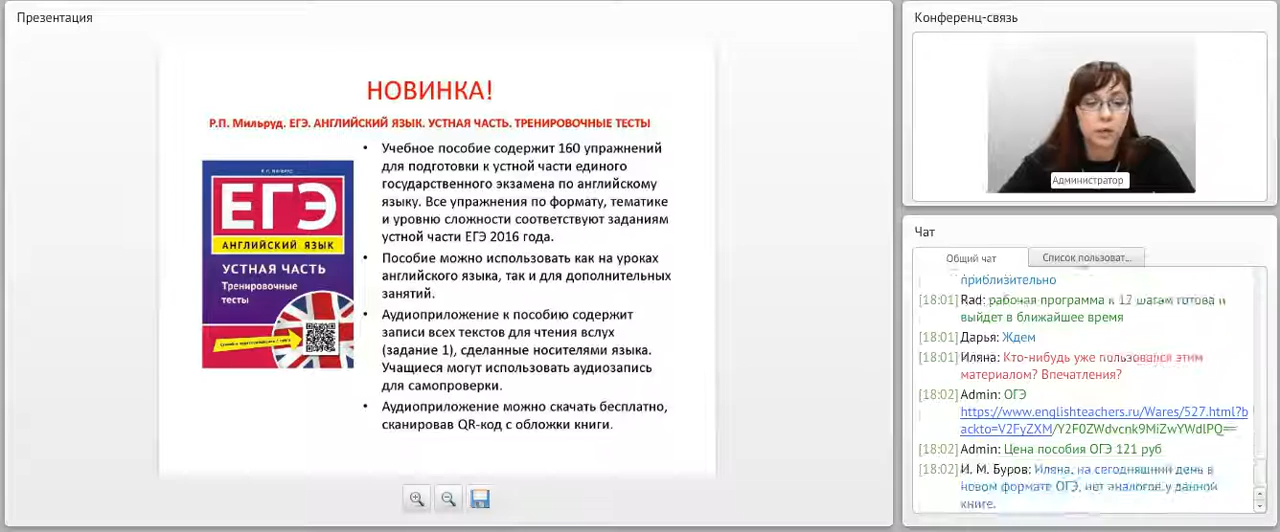 Презентация
НОВИНКА!
Р.П. Мильруд. ЕГЭ. АНГЛИЙСКИЙ ЯЗЫК. УСТНАЯ ЧАСТЬ. ТРЕНИРОВОЧНЫЕ ТЕСТЫ
ЕГЭ
АНГЛИЙСКИЙ ЯЗЫК
УСТНАЯ ЧАСТЬ
Тренировочные
тесты
• Учебное пособие содержит 160 упражнений
для подготовки к устной части единого
государственного экзамена по английскому
языку. Все упражнения по формату, тематике
и уровню сложности соответствуют заданиям
устной части ЕГЭ 2016 года.
• Пособие можно использовать как на уроках
английского языка, так и для дополнительных
занятий.
• Аудиоприложение к пособию содержит
записи всех текстов для чтения вслух
(задание 1), сделанные носителями языка.
Учащиеся могут использовать аудиозапись
для самопроверки.
• Аудиоприложение можно скачать бесплатно,
сканировав QR-код с обложки книги.
Конференц-связь
Администратор
Чат
Общий чат
Список пользоват...
приблизительно
[18:01] Rad: рабочая программа к 12 шагам готова и
выйдет в ближайшее время
[18:01] Дарья: Ждем
[18:01] Иляна: Кто-нибудь уже пользовался этим
материалом? Впечатления?
[18:02] Admin: ОГЭ
https://www.englishteachers.ru/Wares/527.html?b
ackto=V2FyZXM/Y2F0ZWdvcnk9MiZwYWdlPQ==
[18:02] Admin: Цена пособия ОГЭ 121 руб
[18:02] И. М. Буров: Иляна, на сегодняшний день в
новом формате ОГЭ, нет аналогов у данной
книге.